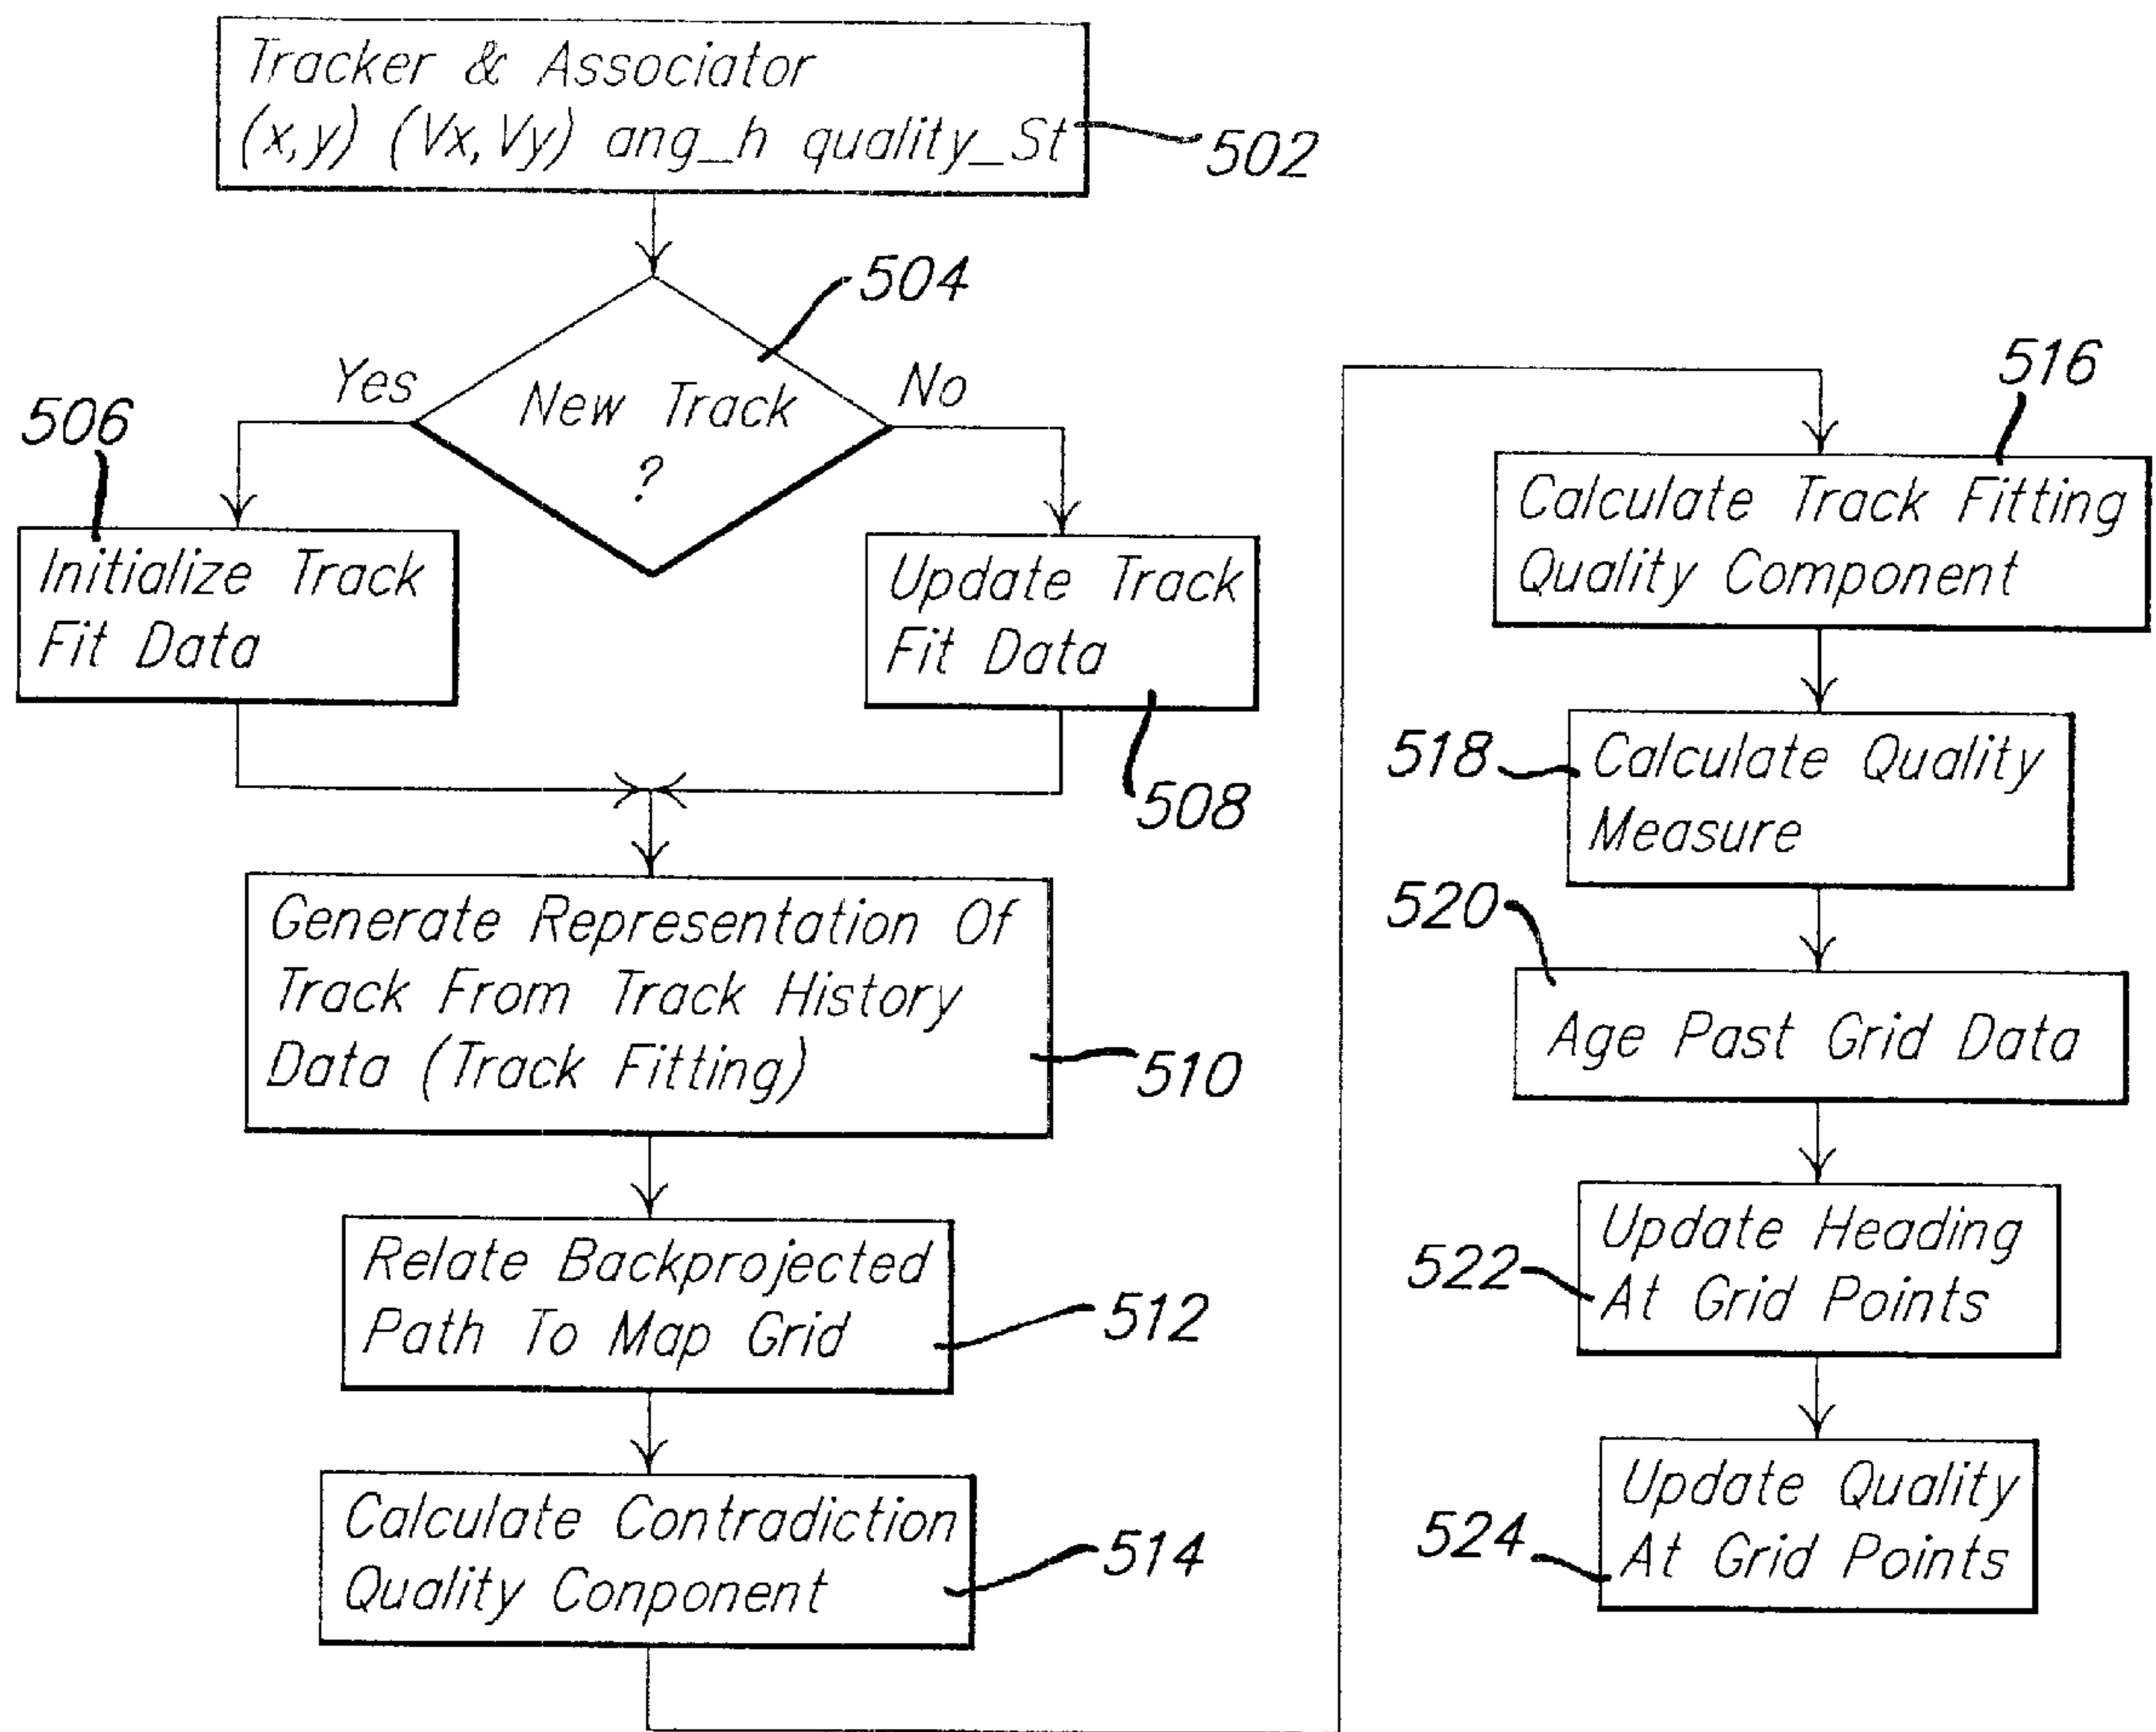 Tracker & Associator
(x,y) (Vx,Vy) ang_h quality_St
502
504
Yes
New Track
?
No
506
Initialize Track
Fit Data
Update Track
Fit Data
508
Generate Representation Of
Track From Track History
Data (Track Fitting)
510
Relate Backprojected
Path To Map Grid
512
Calculate Contradiction
Quality Conponent
514
516
Calculate Track Fitting
Quality Component
518
Calculate Quality
Measure
520
Age Past Grid Data
522
Update Heading
At Grid Points
524
Update Quality
At Grid Points